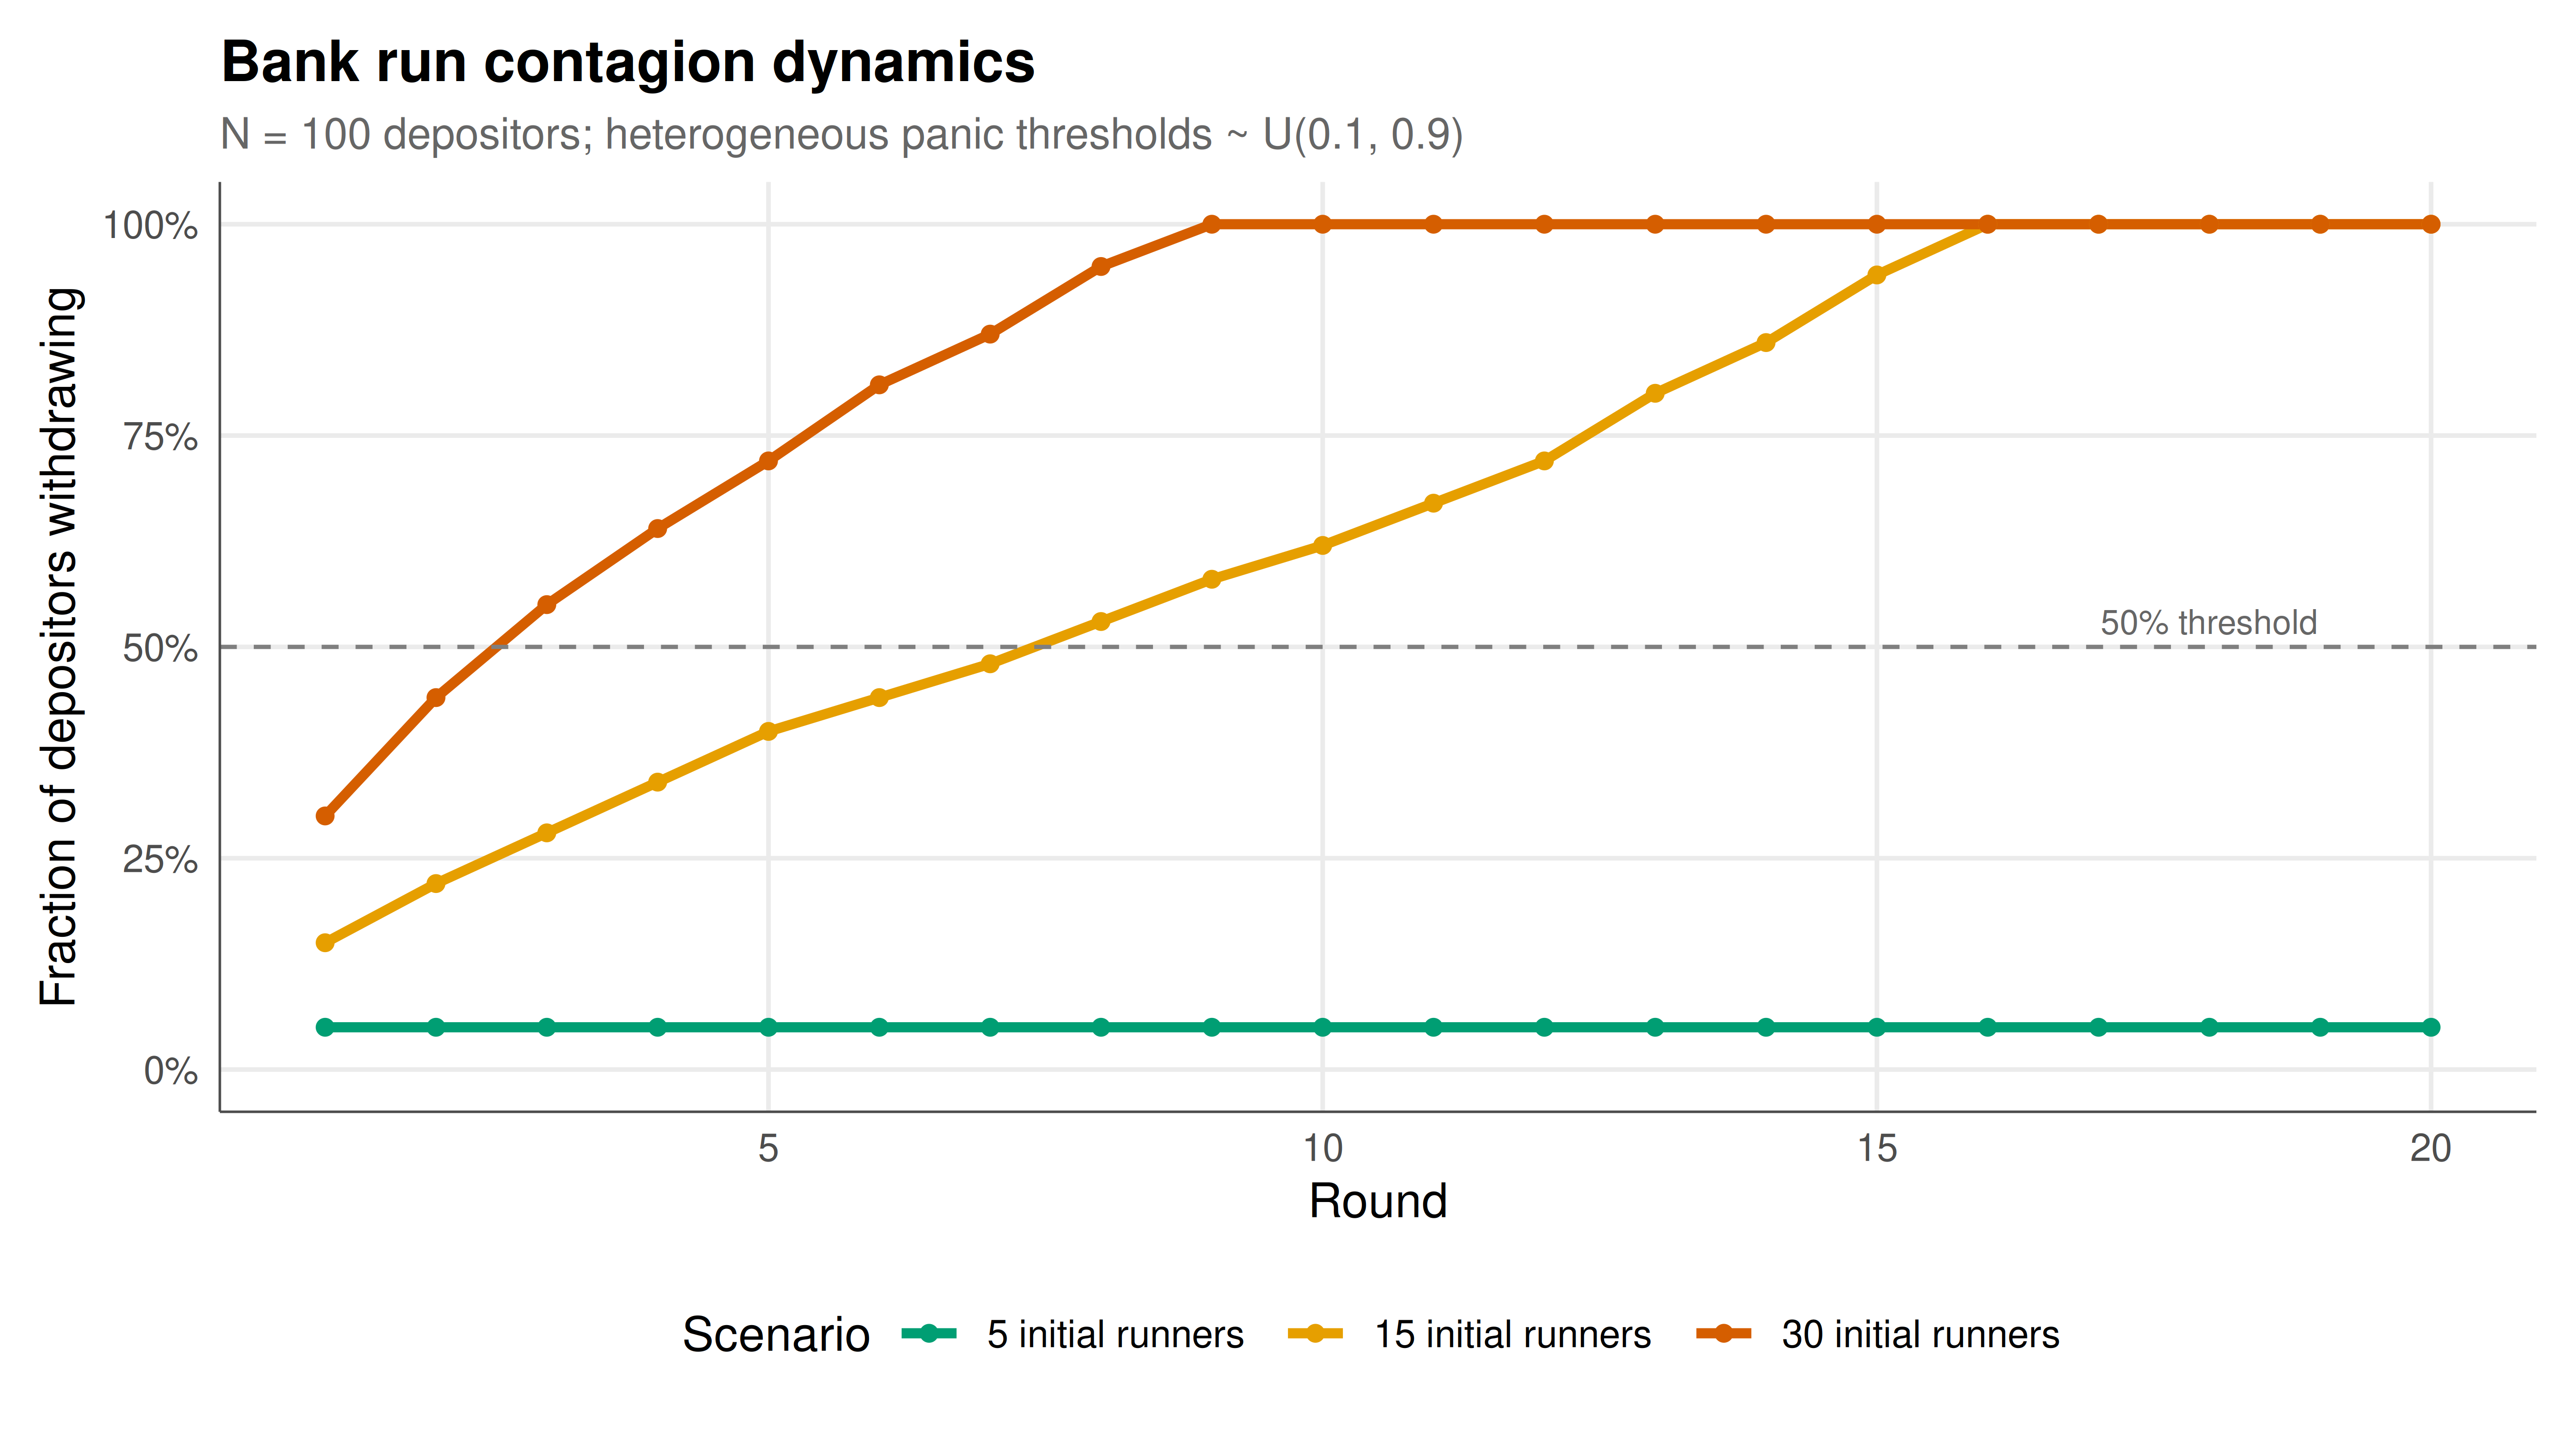 Bank run contagion dynamics
N = 100 depositors; heterogeneous panic thresholds ~ U(0.1, 0.9)
Fraction of depositors withdrawing
100%
75%
50%
25%
0%
50% threshold
5 10 15 20
Round
Scenario 5 initial runners 15 initial runners 30 initial runners